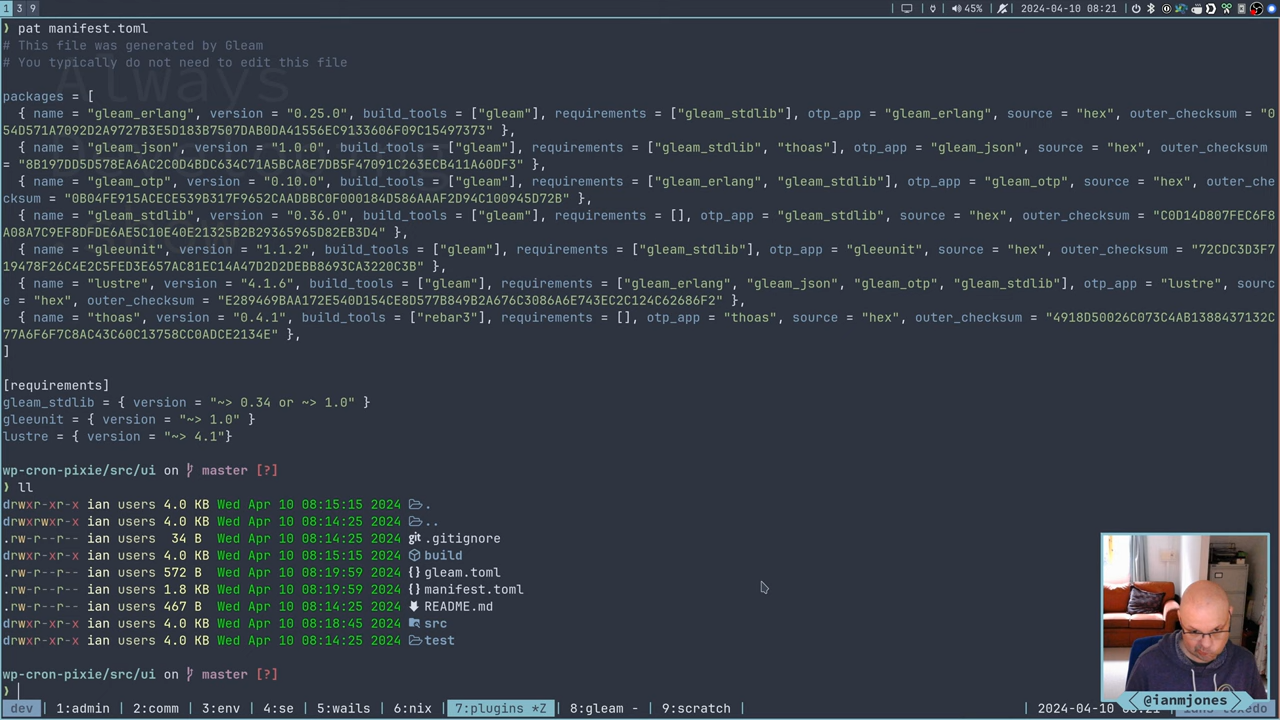 1 3 9
45%
2024-04-10 08:21
❯ pat manifest.toml
# This file was generated by Gleam
# You typically do not need to edit this file
Always
packages = [
{ name = "gleam_erlang", version = "0.25.0", build_tools = ["gleam"], requirements = ["gleam_stdlib"], otp_app = "gleam_erlang", source = "hex", outer_checksum = "0
54D571A7092D2A9727B3E5D183B7507DAB0DA41556EC9133606F09C15497373" },
{ name = "gleam_json", version = "1.0.0", build_tools = ["gleam"], requirements = ["gleam_stdlib", "thoas"], otp_app = "gleam_json", source = "hex", outer_checksum
= "8B197DD5D578EA6AC2C0D4BDC634C71A5BCA8E7DB5F47091C263ECB411A60DF3" },
{ name = "gleam_otp", version = "0.10.0", build_tools = ["gleam"], requirements = ["gleam_erlang", "gleam_stdlib"], otp_app = "gleam_otp", source = "hex", outer_che
cksum = "0B04FE915ACECE539B317F9652CAADBBC0F000184D586AAAF2D94C100945D72B" },
{ name = "gleam_stdlib", version = "0.36.0", build_tools = ["gleam"], requirements = [], otp_app = "gleam_stdlib", source = "hex", outer_checksum = "C0D14D807FEC6F8
A08A7C9EF8DFDE6AE5C10E40E21325B2B29365965D82EB3D4" },
{ name = "gleeunit", version = "1.1.2", build_tools = ["gleam"], requirements = ["gleam_stdlib"], otp_app = "gleeunit", source = "hex", outer_checksum = "72CDC3D3F7
19478F26C4E2C5FED3E657AC81EC14A47D2D2DEBB8693CA3220C3B" },
{ name = "lustre", version = "4.1.6", build_tools = ["gleam"], requirements = ["gleam_erlang", "gleam_json", "gleam_otp", "gleam_stdlib"], otp_app = "lustre", sourc
e = "hex", outer_checksum = "E289469BAA172E540D154CE8D577B849B2A676C3086A6E743EC2C124C62686F2" },
{ name = "thoas", version = "0.4.1", build_tools = ["rebar3"], requirements = [], otp_app = "thoas", source = "hex", outer_checksum = "4918D50026C073C4AB1388437132C
77A6F6F7C8AC43C60C13758CC0ADCE2134E" },
]
[requirements]
gleam_stdlib = { version = "~> 0.34 or ~> 1.0" }
gleeunit = { version = "~> 1.0" }
lustre = { version = "~> 4.1"}
wp-cron-pixie/src/ui on master [?]
❯ ll
drwxr-xr-x ian users 4.0 KB Wed Apr 10 08:15:15 2024 .
drwxrwxr-x ian users 4.0 KB Wed Apr 10 08:14:25 2024 ..
.rw-r--r-- ian users 34 B Wed Apr 10 08:14:25 2024 git .gitignore
drwxr-xr-x ian users 4.0 KB Wed Apr 10 08:15:15 2024 build
.rw-r--r-- ian users 572 B Wed Apr 10 08:19:59 2024 {} gleam.toml
.rw-r--r-- ian users 1.8 KB Wed Apr 10 08:19:59 2024 {} manifest.toml
.rw-r--r-- ian users 467 B Wed Apr 10 08:14:25 2024 README.md
drwxr-xr-x ian users 4.0 KB Wed Apr 10 08:18:45 2024 src
drwxr-xr-x ian users 4.0 KB Wed Apr 10 08:14:25 2024 test
wp-cron-pixie/src/ui on master [?]
❯
dev 1:admin | 2:comm | 3:env | 4:se | 5:wails | 6:nix | 7:plugins *Z 8:gleam - | 9:scratch | 2024-04-10 08:21
@ianmjones